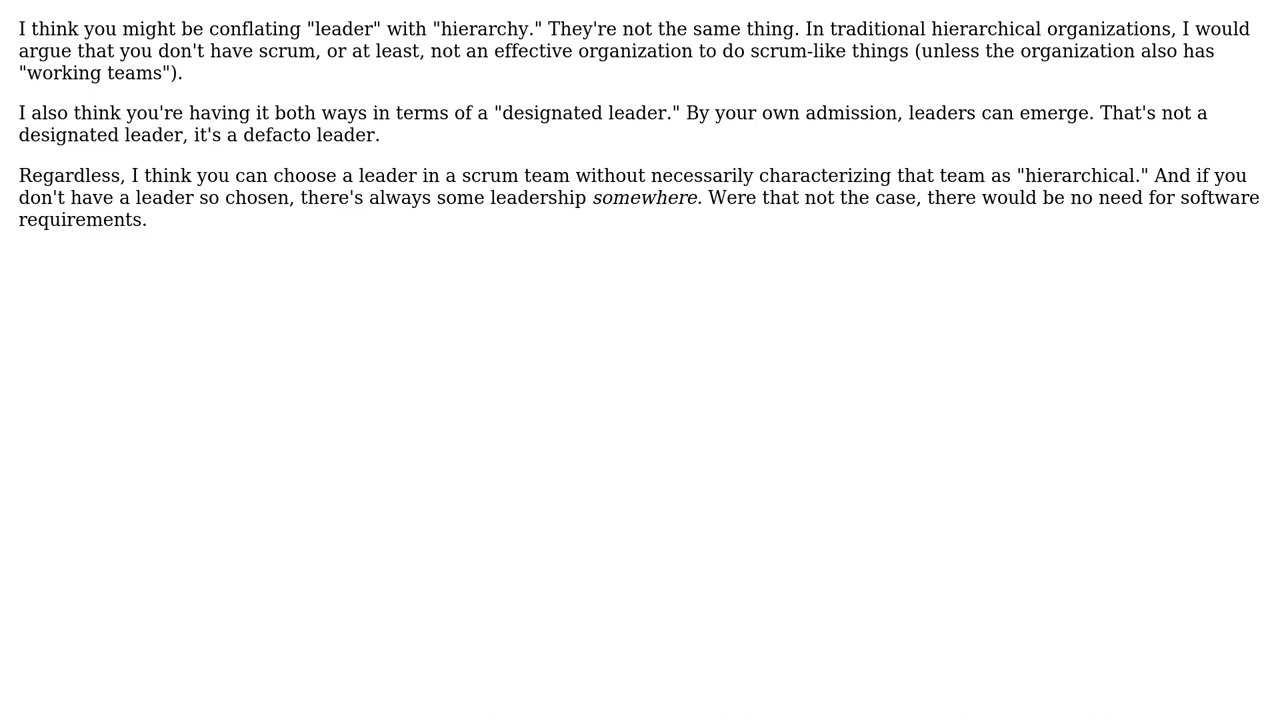 I think you might be conflating "leader" with "hierarchy." They're not the same thing. In traditional hierarchical organizations, I would
argue that you don't have scrum, or at least, not an effective organization to do scrum-like things (unless the organization also has
"working teams").
I also think you're having it both ways in terms of a "designated leader." By your own admission, leaders can emerge. That's not a
designated leader, it's a defacto leader.
Regardless, I think you can choose a leader in a scrum team without necessarily characterizing that team as "hierarchical." And if you
don't have a leader so chosen, there's always some leadership somewhere. Were that not the case, there would be no need for software
requirements.